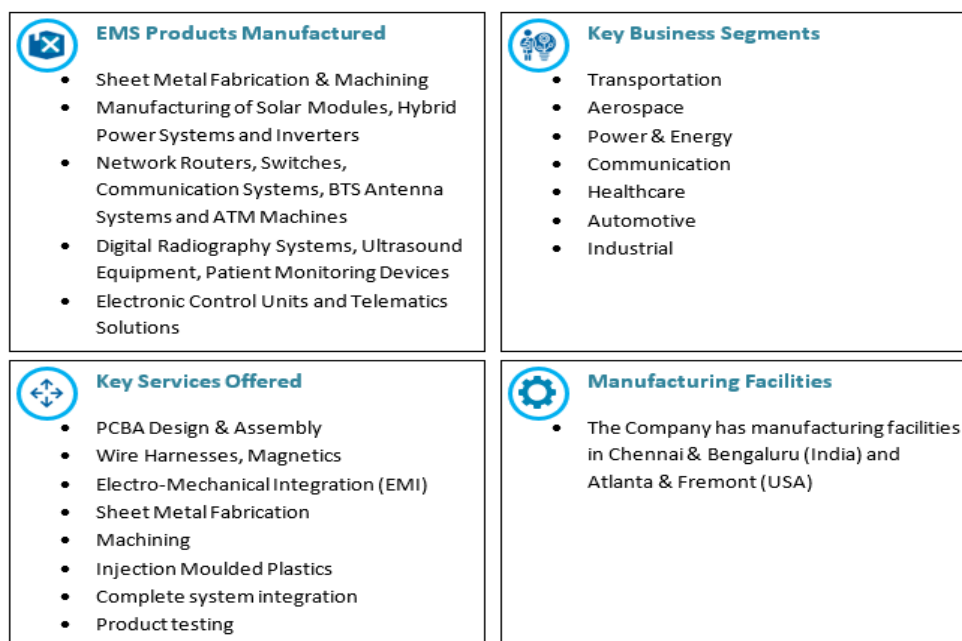 EMS Products Manufactured
• Sheet Metal Fabrication & Machining
• Manufacturing of Solar Modules, Hybrid
Power Systems and Inverters
• Network Routers, Switches,
Communication Systems, BTS Antenna
Systems and ATM Machines
• Digital Radiography Systems, Ultrasound
Equipment, Patient Monitoring Devices
• Electronic Control Units and Telematics
Solutions
Key Business Segments
• Transportation
• Aerospace
• Power & Energy
• Communication
• Healthcare
• Automotive
• Industrial
Key Services Offered
• PCBA Design & Assembly
• Wire Harnesses, Magnetics
• Electro-Mechanical Integration (EMI)
• Sheet Metal Fabrication
• Machining
• Injection Moulded Plastics
• Complete system integration
• Product testing
Manufacturing Facilities
• The Company has manufacturing facilities
in Chennai & Bengaluru (India) and
Atlanta & Fremont (USA)